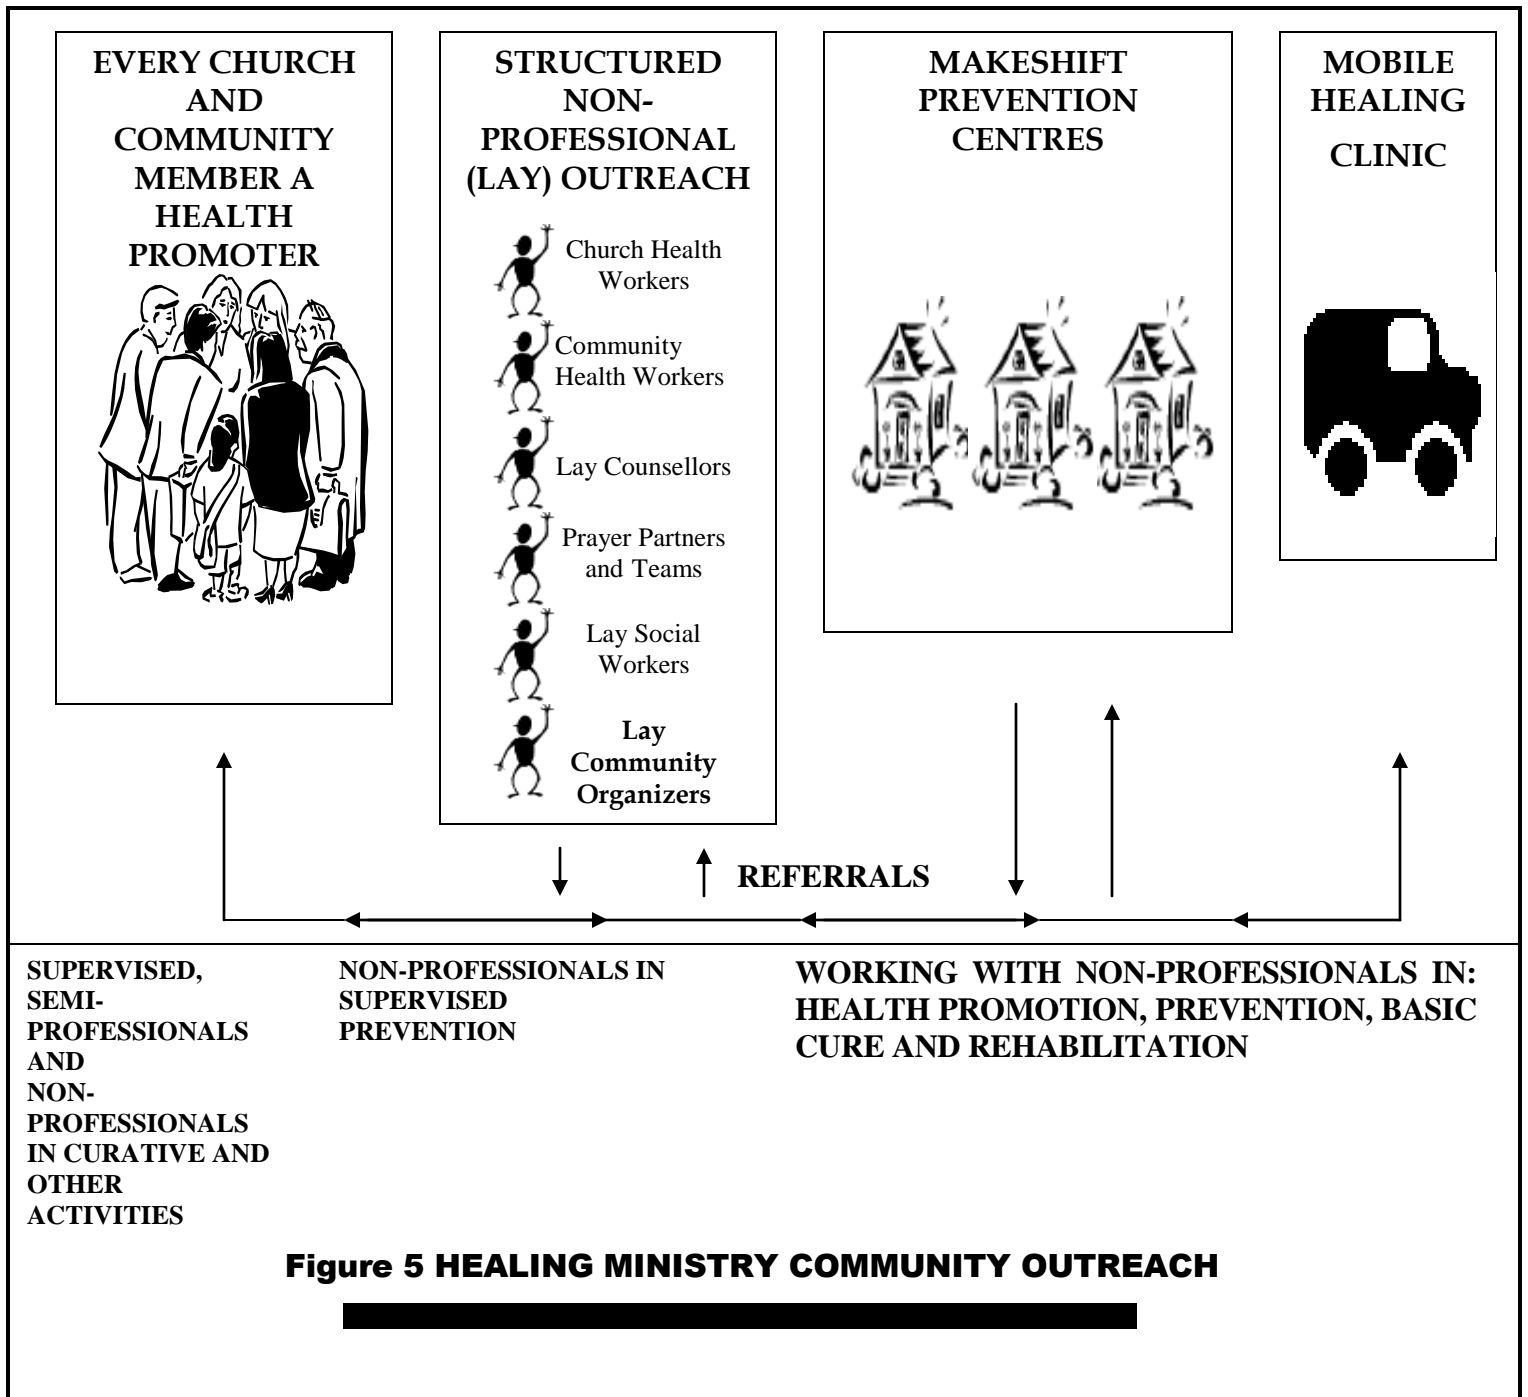 EVERY CHURCH
AND
COMMUNITY
MEMBER A
HEALTH
PROMOTER
STRUCTURED
NON-
PROFESSIONAL
(LAY) OUTREACH
Church Health
Workers
Community
Health Workers
Lay Counsellors
Prayer Partners
and Teams
Lay Social
Workers
Lay
Community
Organizers
MAKESHIFT
PREVENTION
CENTRES
MOBILE
HEALING
CLINIC
REFERRALS
SUPERVISED,
SEMI-
PROFESSIONALS
AND
NON-
PROFESSIONALS
IN CURATIVE AND
OTHER
ACTIVITIES
NON-PROFESSIONALS IN
SUPERVISED
PREVENTION
WORKING WITH NON-PROFESSIONALS IN:
HEALTH PROMOTION, PREVENTION, BASIC
CURE AND REHABILITATION
Figure 5 HEALING MINISTRY COMMUNITY OUTREACH